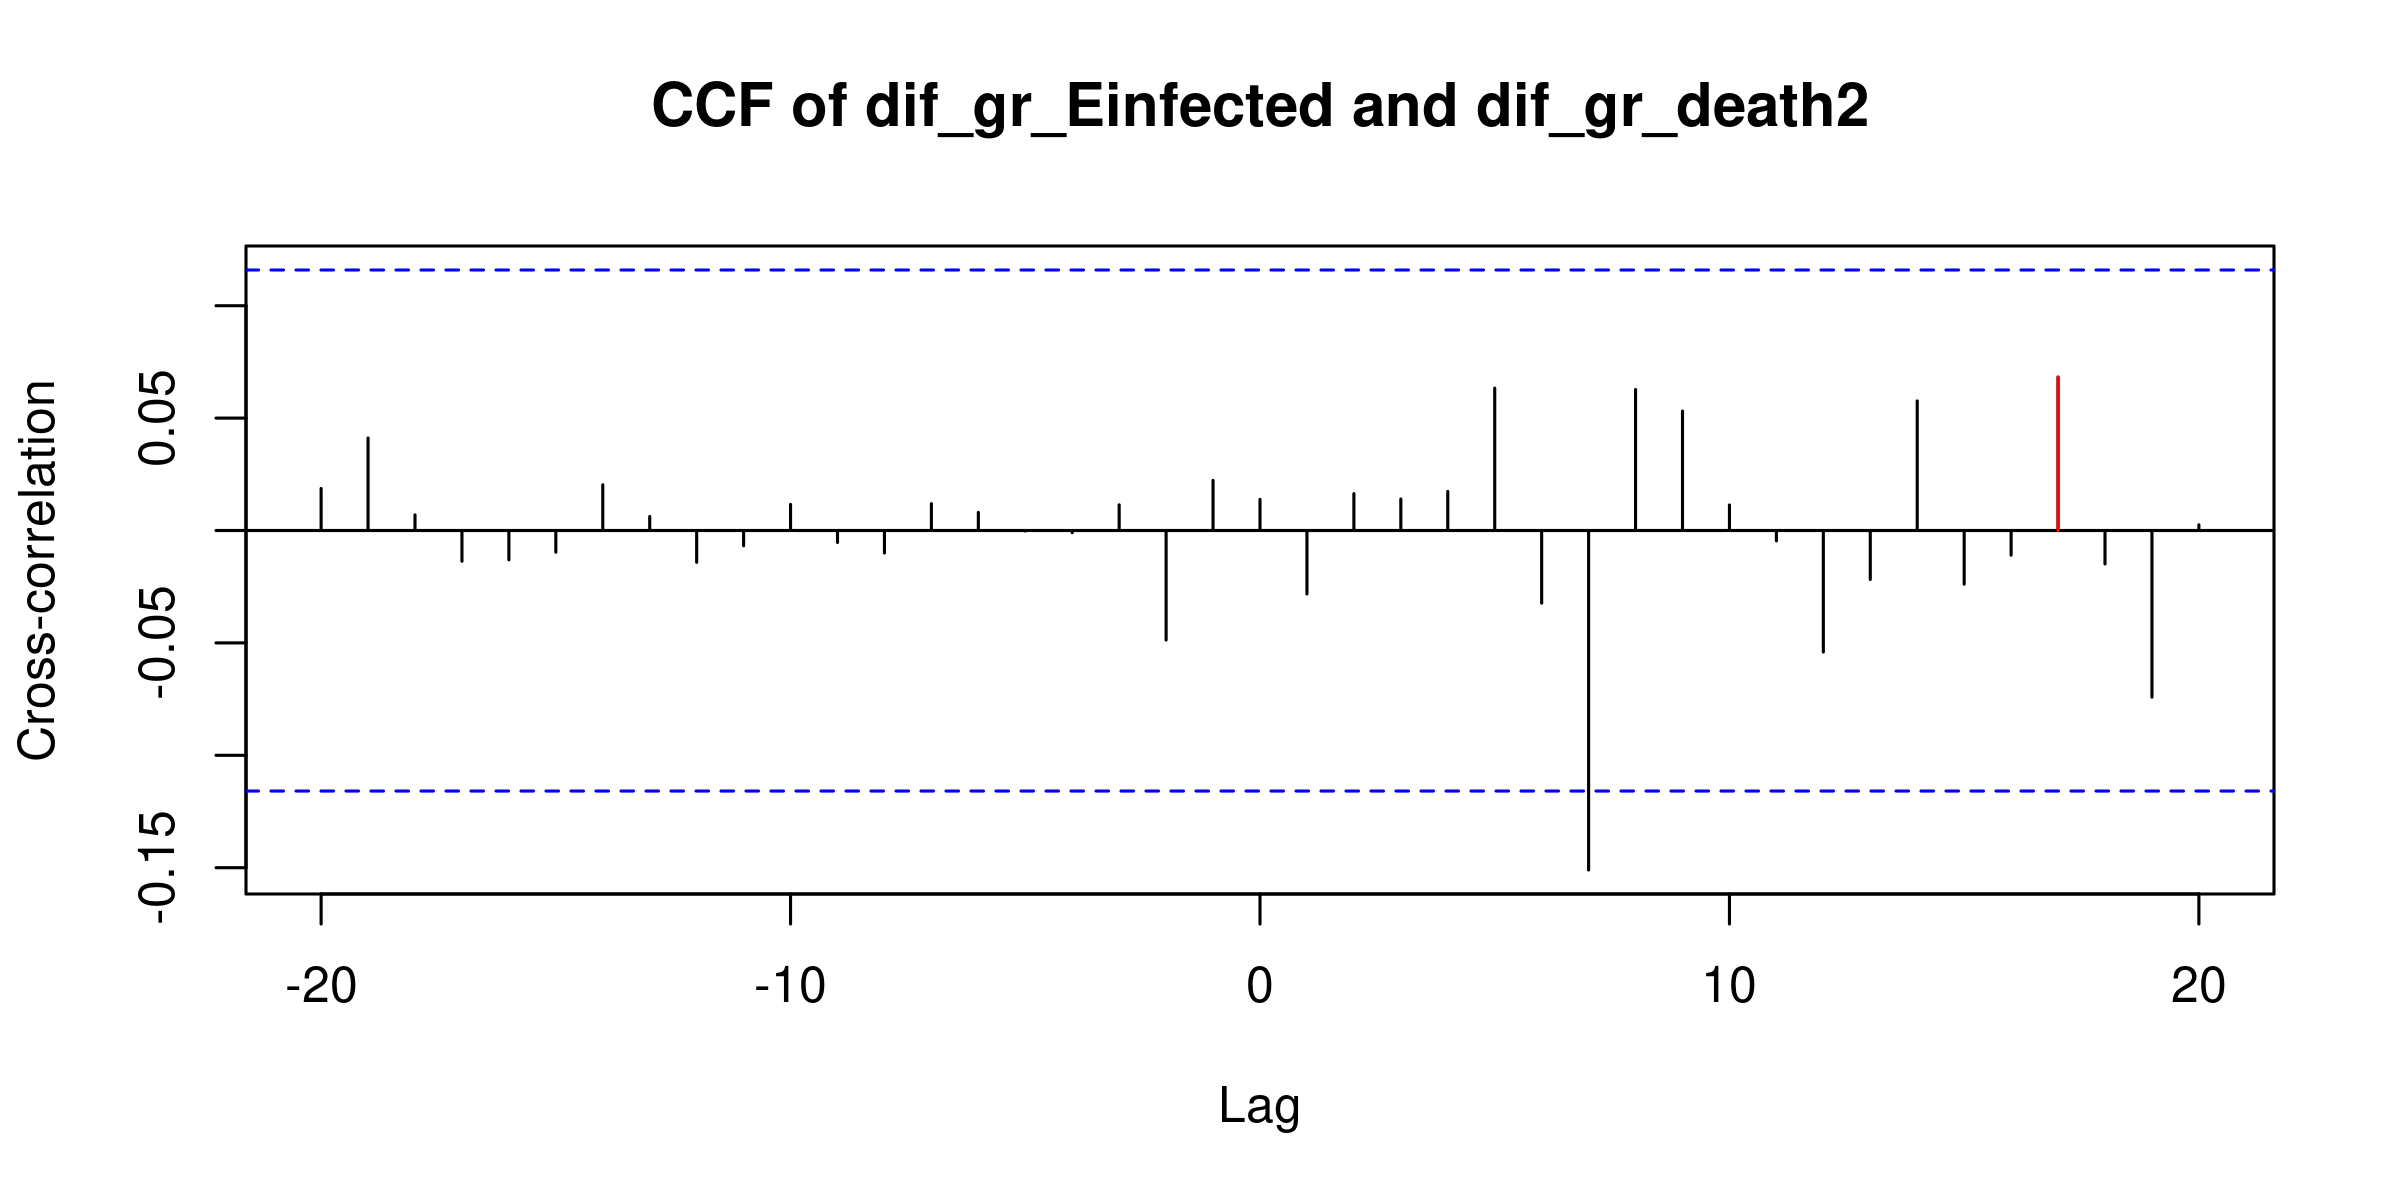 CCF of dif_gr_Einfected and dif_gr_death2
Cross-correlation
0.05
-0.05
-0.15
-20
-10
0
10
20
Lag